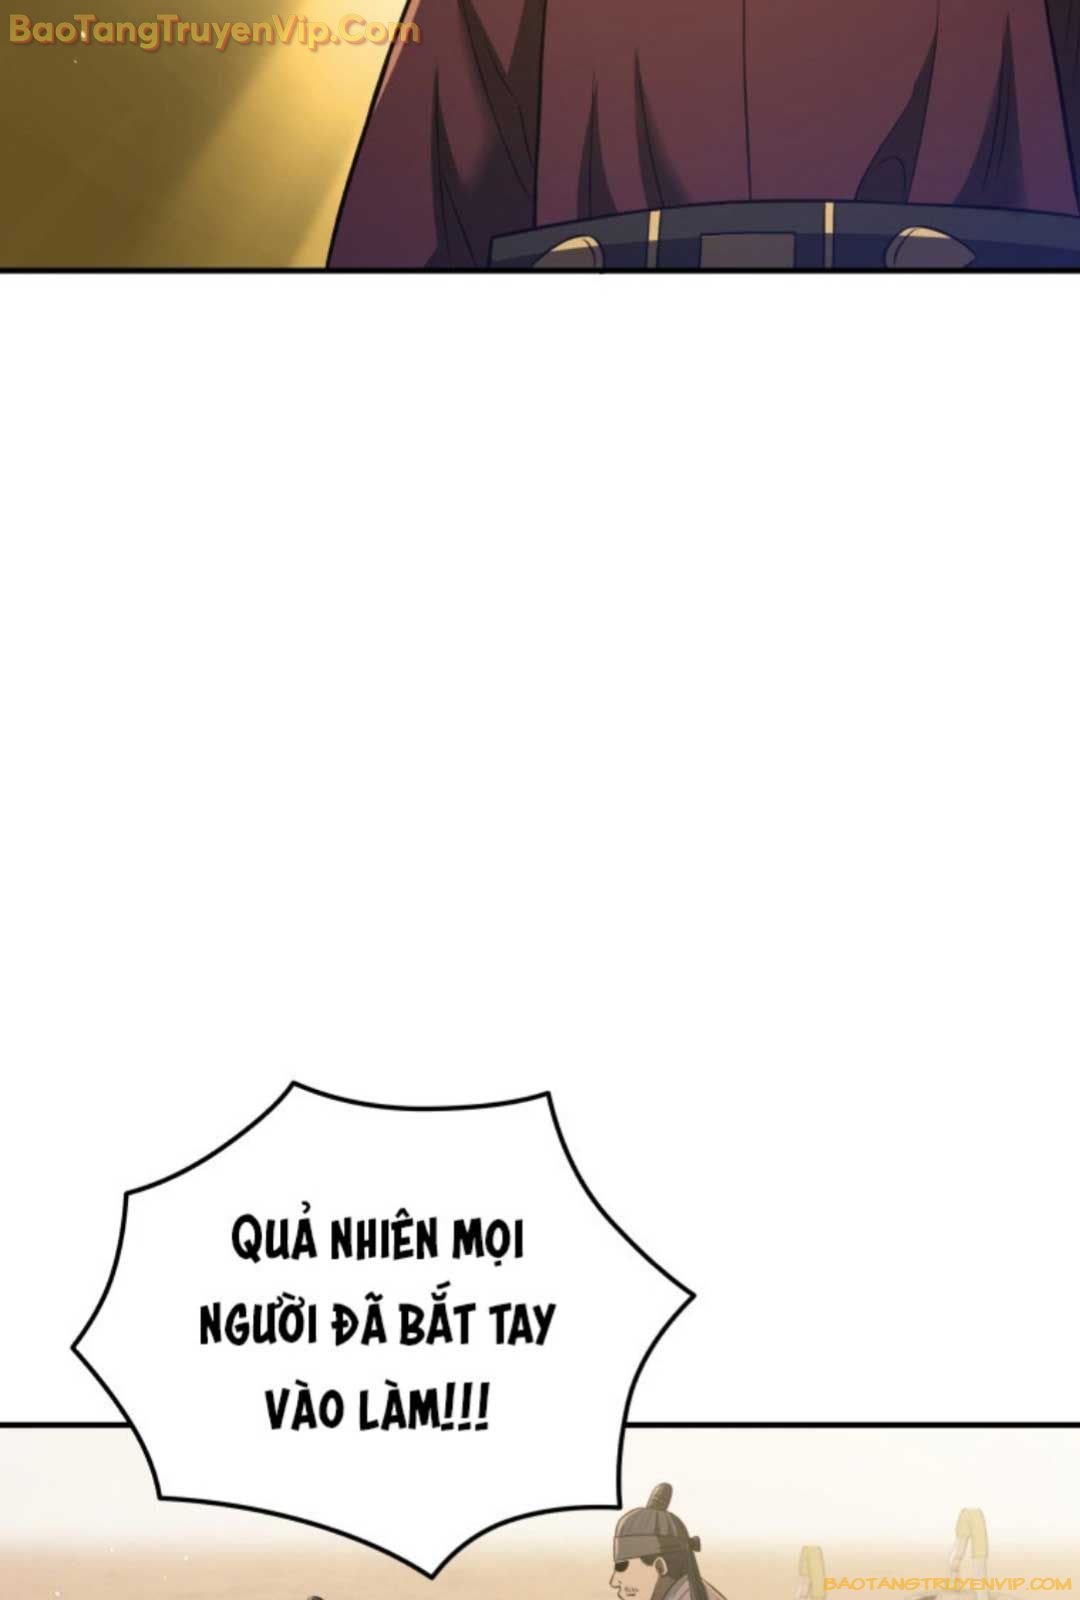 BaoTangTruyenVip.Com
QUẢ NHIÊN MỌI
NGƯỜI ĐÃ BẮT TAY
VÀO LÀM!!!
BAOTANGTRUYENVIP.COM